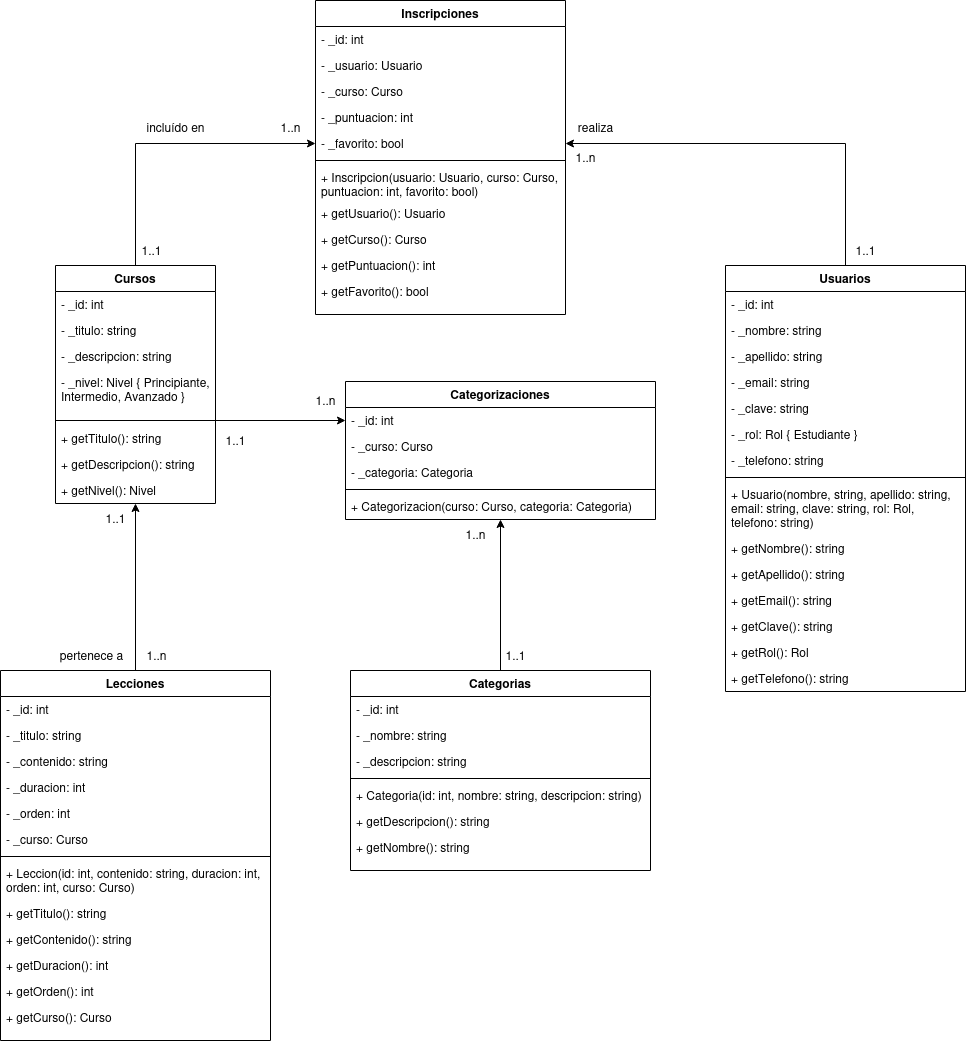 Inscripciones
- _id: int
- _usuario: Usuario
- _curso: Curso
- _puntuacion: int
- _favorito: bool
+ Inscripcion(usuario: Usuario, curso: Curso,
puntuacion: int, favorito: bool)
+ getUsuario(): Usuario
+ getCurso(): Curso
+ getPuntuacion(): int
+ getFavorito(): bool
incluído en
1..n
realiza
1..n
1..1
1..1
Cursos
- _id: int
- _titulo: string
- _descripcion: string
- _nivel: Nivel { Principiante,
Intermedio, Avanzado }
+ getTitulo(): string
+ getDescripcion(): string
+ getNivel(): Nivel
1..n
1..1
Categorizaciones
- _id: int
- _curso: Curso
- _categoria: Categoria
+ Categorizacion(curso: Curso, categoria: Categoria)
Usuarios
- _id: int
- _nombre: string
- _apellido: string
- _email: string
- _clave: string
- _rol: Rol { Estudiante }
- _telefono: string
+ Usuario(nombre, string, apellido: string,
email: string, clave: string, rol: Rol,
telefono: string)
+ getNombre(): string
+ getApellido(): string
+ getEmail(): string
+ getClave(): string
+ getRol(): Rol
+ getTelefono(): string
1..1
1..n
pertenece a
1..n
1..1
Lecciones
- _id: int
- _titulo: string
- _contenido: string
- _duracion: int
- _orden: int
- _curso: Curso
+ Leccion(id: int, contenido: string, duracion: int,
orden: int, curso: Curso)
+ getTitulo(): string
+ getContenido(): string
+ getDuracion(): int
+ getOrden(): int
+ getCurso(): Curso
Categorias
- _id: int
- _nombre: string
- _descripcion: string
+ Categoria(id: int, nombre: string, descripcion: string)
+ getDescripcion(): string
+ getNombre(): string